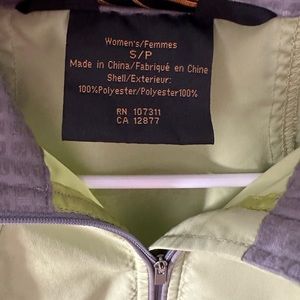 Women's/Femmes
S/P
Made in China/Fabriqué en Chine
Shell/Exterieur:
100%Polyester/Polyester100%
RN 107311
CA 12877